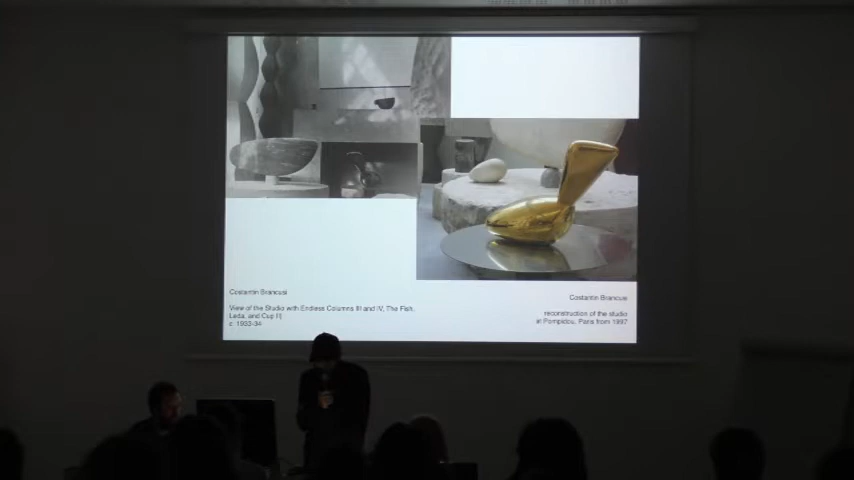 Costantin Brancusi
View of the Studio with Endless Columns III and IV, The Fish,
Leda, and Cup II]
c. 1933-34
Costantin Brancusi
reconstruction of the studio
at Pompidou, Paris from 1997